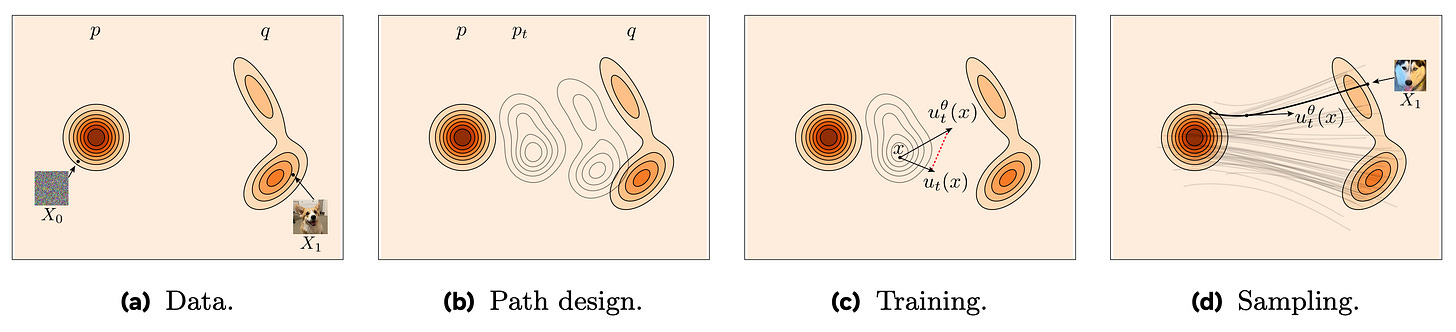 p
q
X₀
X₁
(a) Data.
p
pₜ
q
(b) Path design.
uₜᶿ(x)
x
uₜ(x)
(c) Training.
X₁
uₜᶿ(x)
(d) Sampling.